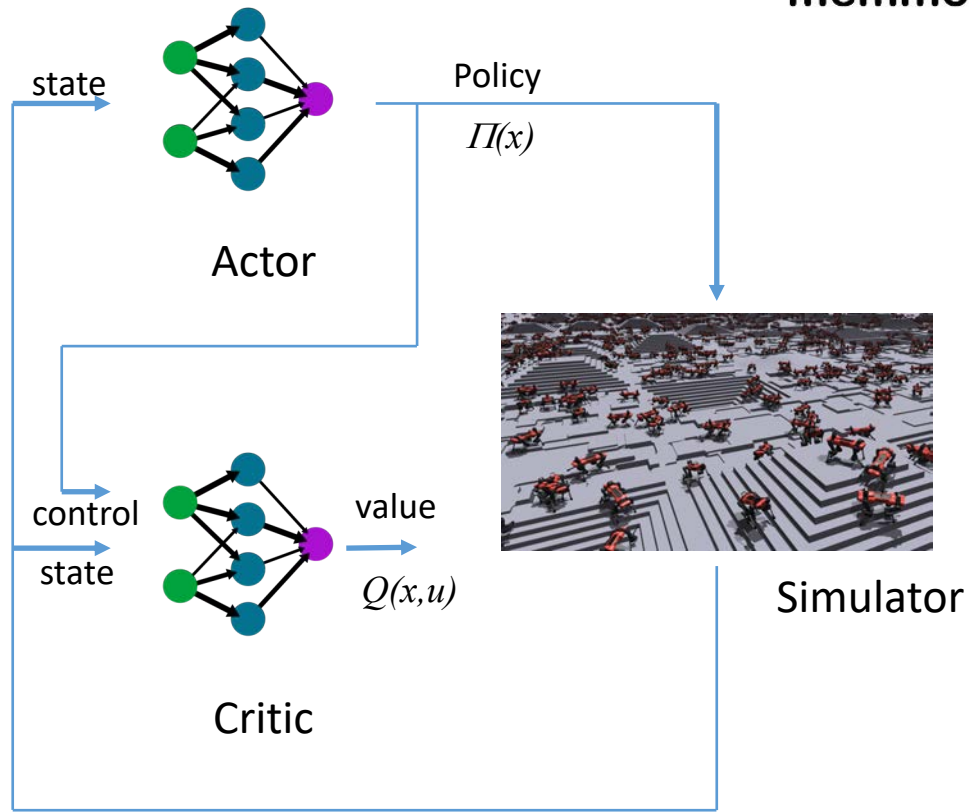 state
Policy
Π(x)
Actor
control
state
value
Q(x,u)
Simulator
Critic